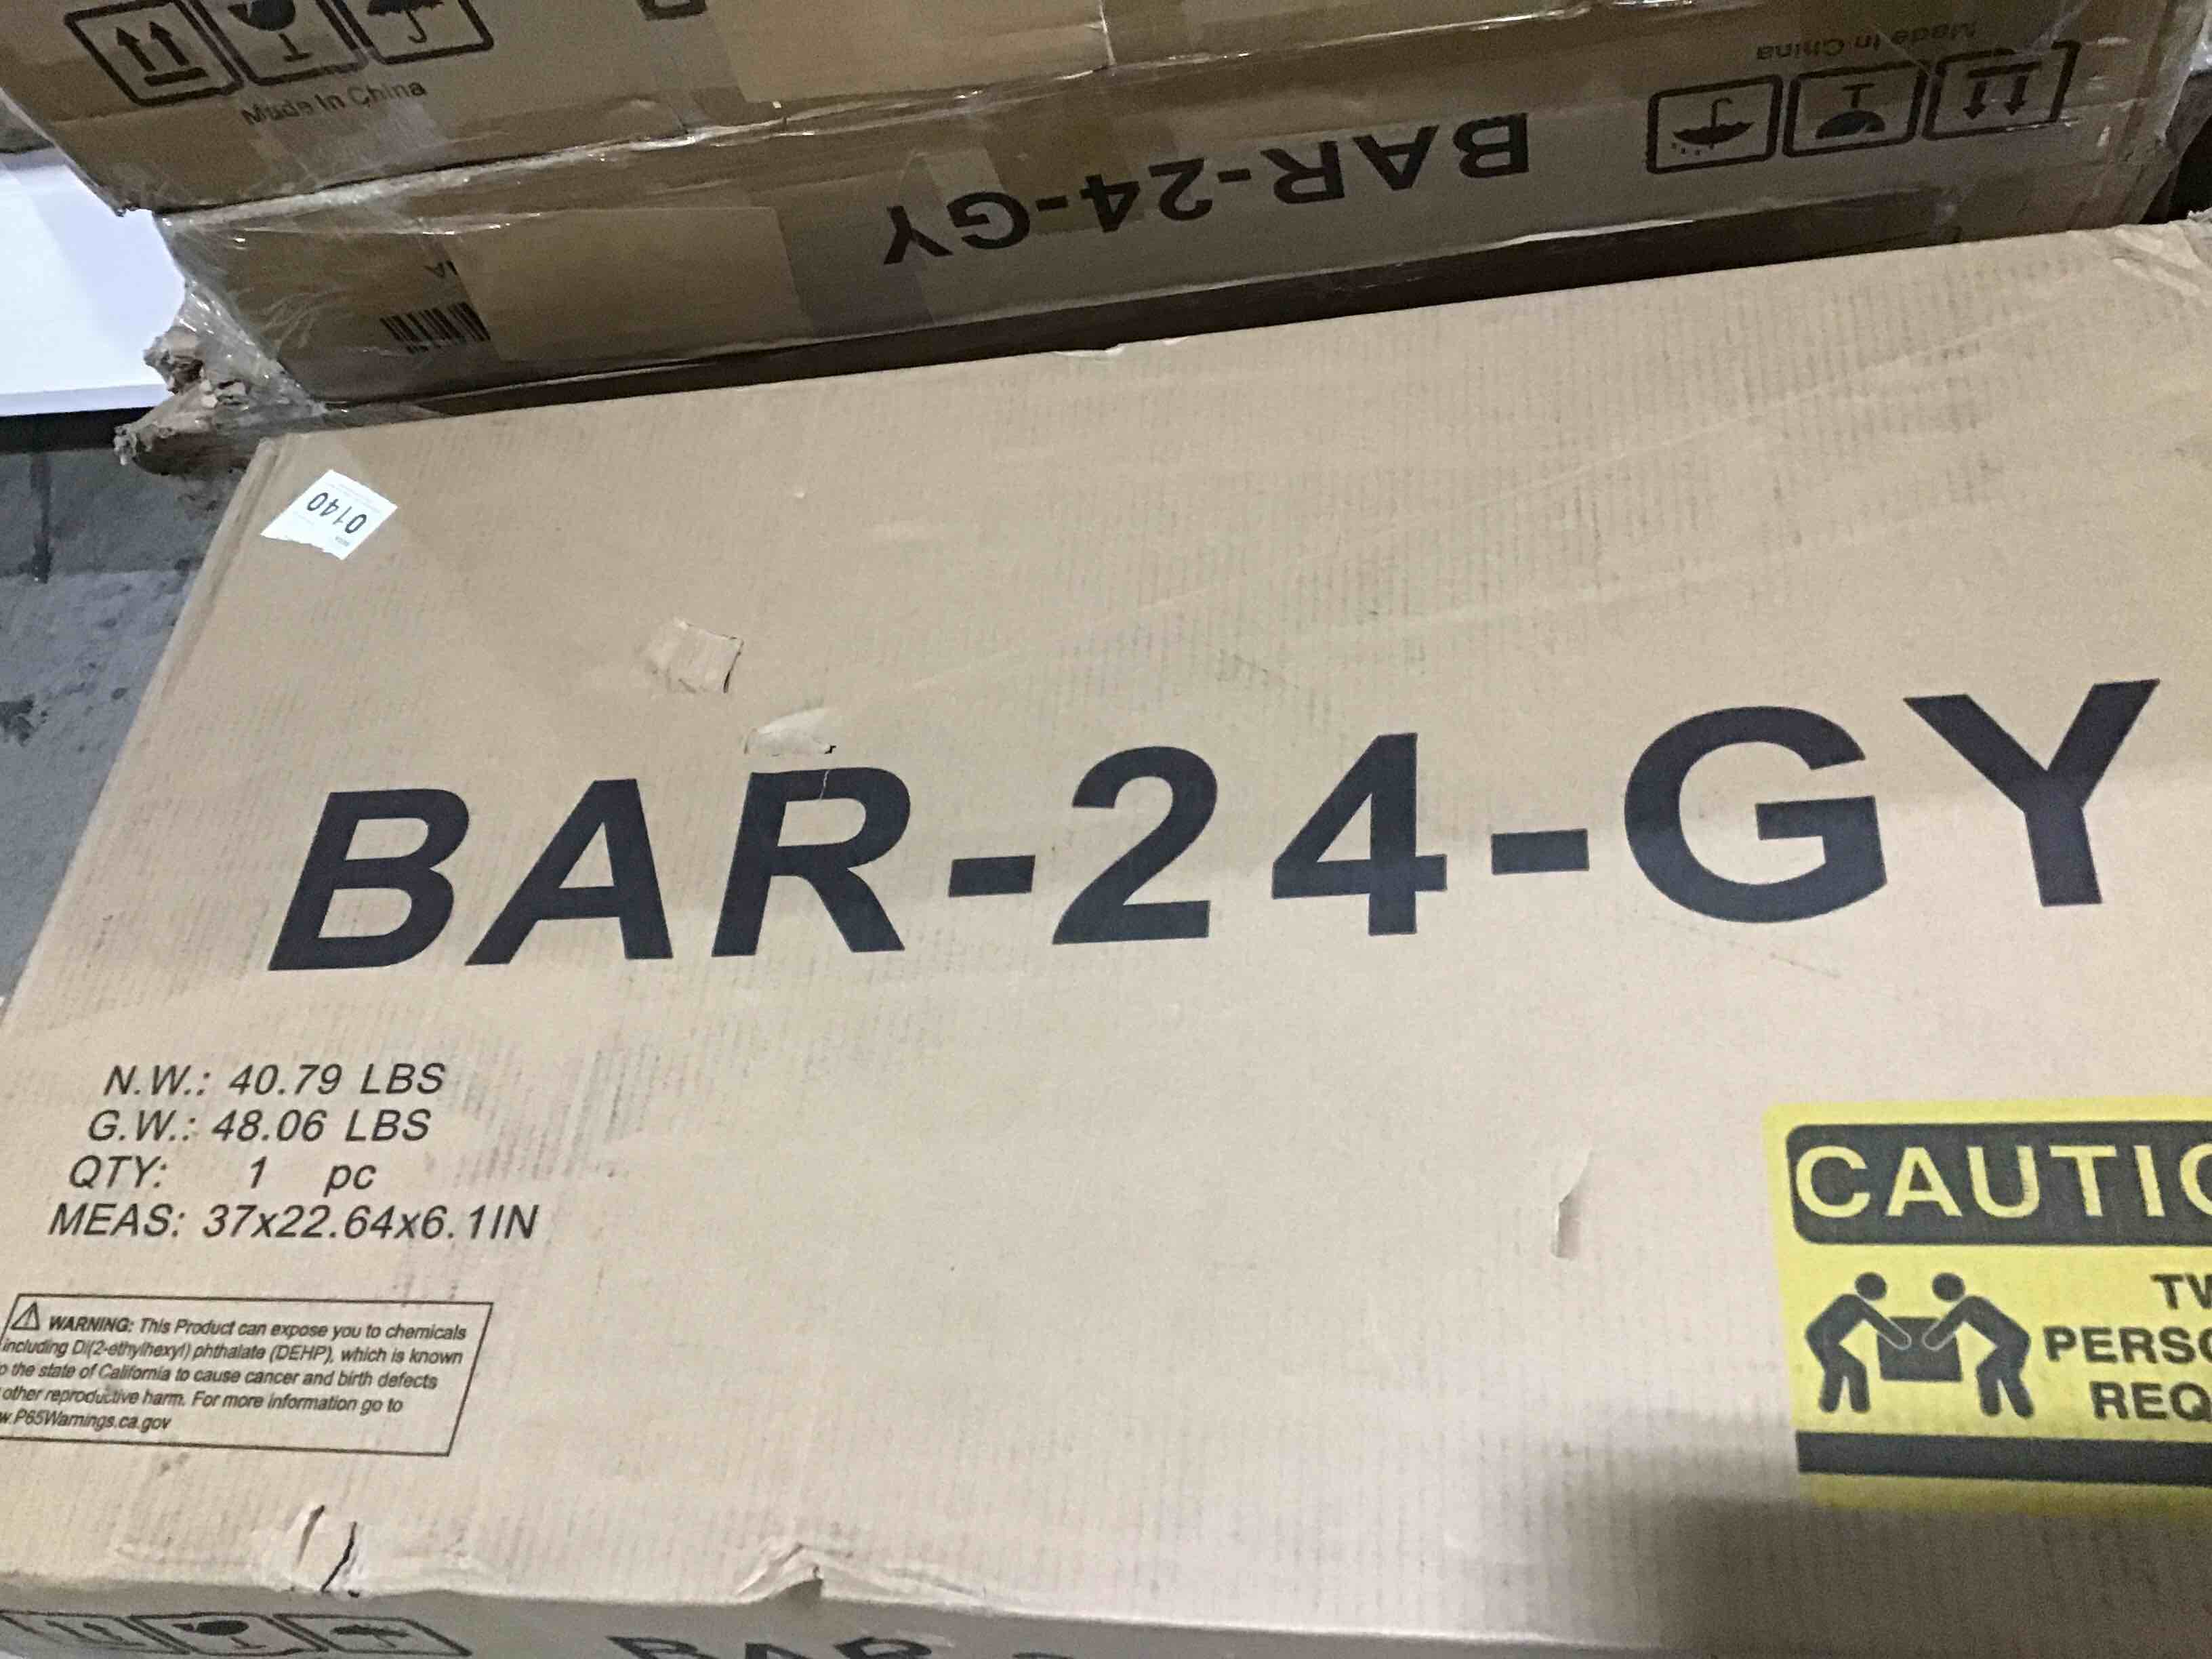 Made In China
Made In China
BAR-24-GY
0140
BAR-24-GY
N.W.: 40.79 LBS
G.W.: 48.06 LBS
QTY: 1 pc
MEAS: 37x22.64x6.1IN
WARNING: This Product can expose you to chemicals
including Di(2-ethylhexyl) phthalate (DEHP), which is known
the state of California to cause cancer and birth defects
other reproductive harm. For more information go to
w.P65Warnings.ca.gov
CAUTIO
TW
PERSO
REQ
BAR-